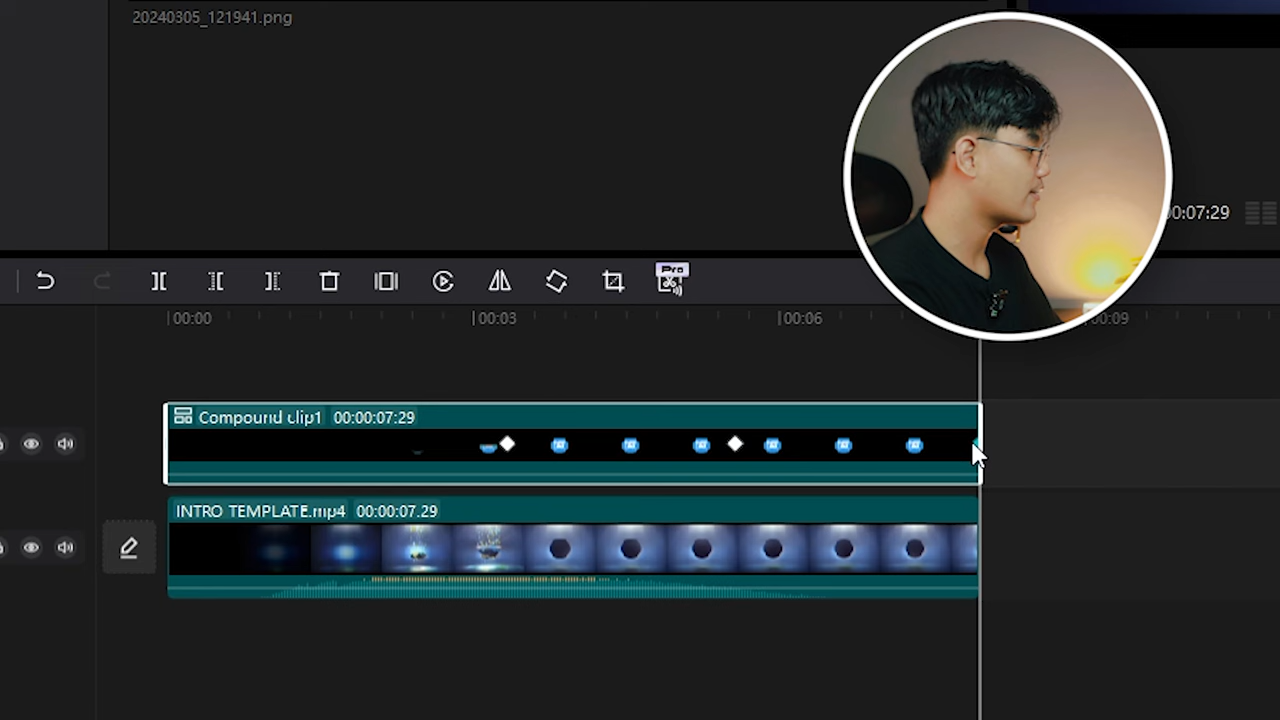 20240305_121941.png
00:07:29
Pro
00:00
00:03
00:06
00:09
Compound clip1 00:00:07:29
INTRO TEMPLATE.mp4 00:00:07.29